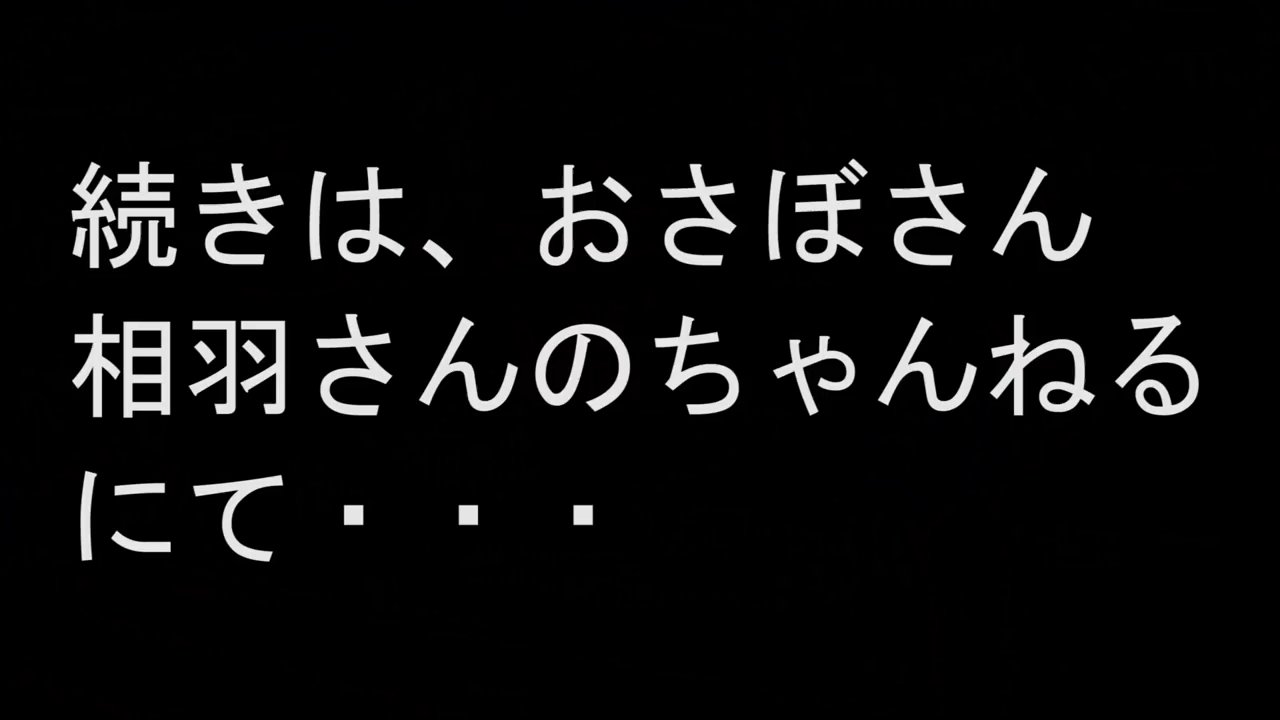 続きは、おさぼさん
相羽さんのちゃんねる
にて・・・